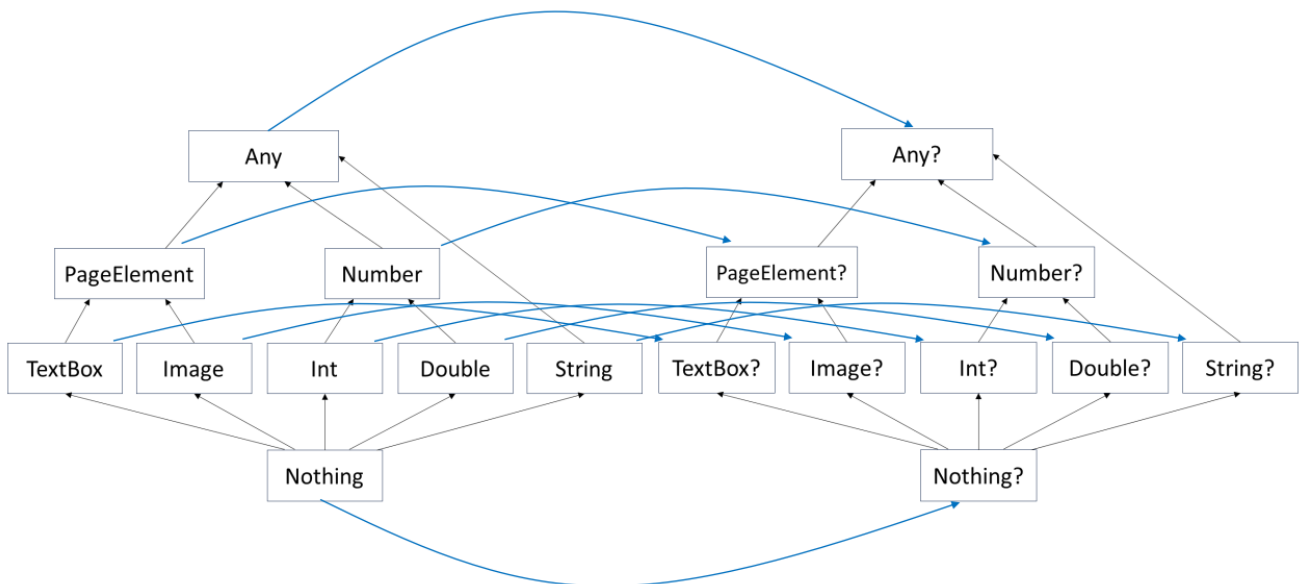 Any
Any?
PageElement
Number
PageElement?
Number?
TextBox
Image
Int
Double
String
TextBox?
Image?
Int?
Double?
String?
Nothing
Nothing?